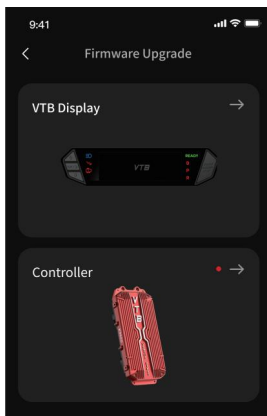 9:41
Firmware Upgrade
VTB Display
READY
VTB
Controller